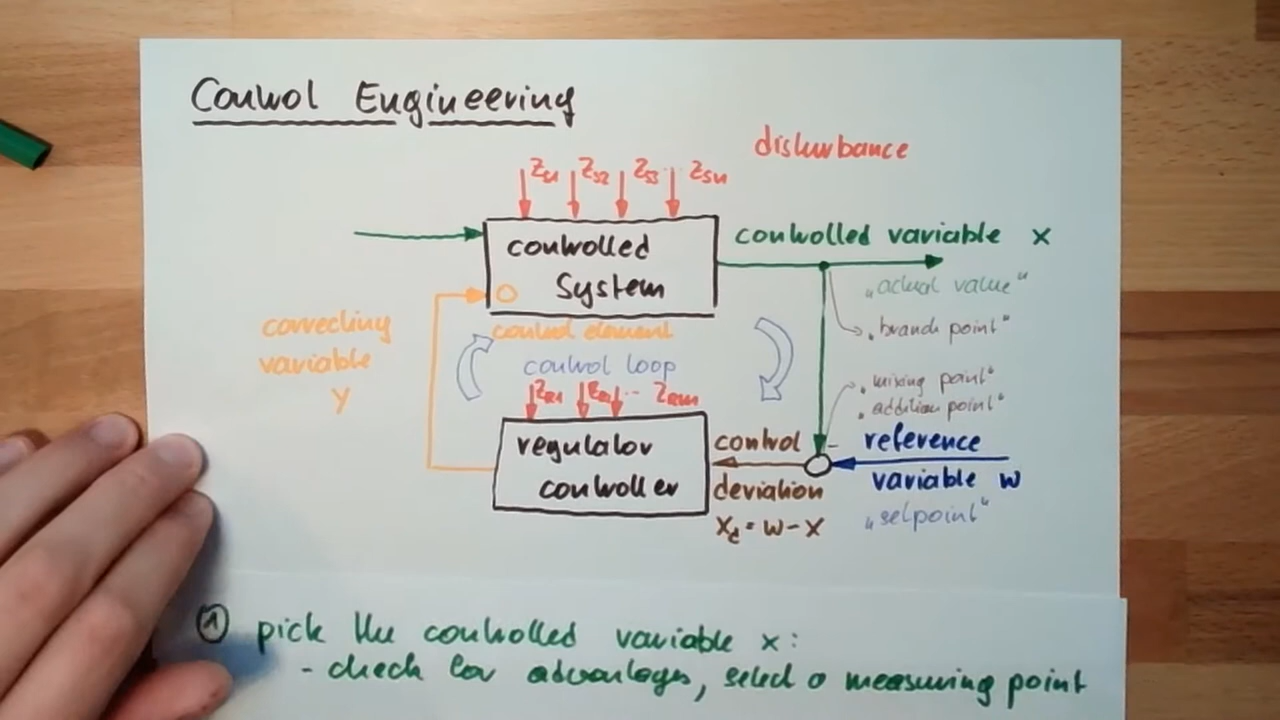 Control Engineering
disturbance
Zs1 Zs2 Zs3 ... Zsn
controlled
System
controlled variable x
„actual value"
„branch point"
correcting
variable
y
control element
control loop
ZR1 ... ZRn
„mixing point"
„addition point"
regulator
controller
control
deviation
Xd = w - x
-
reference
variable w
„setpoint"
① pick the controlled variable x:
- check for advantages, select a measuring point